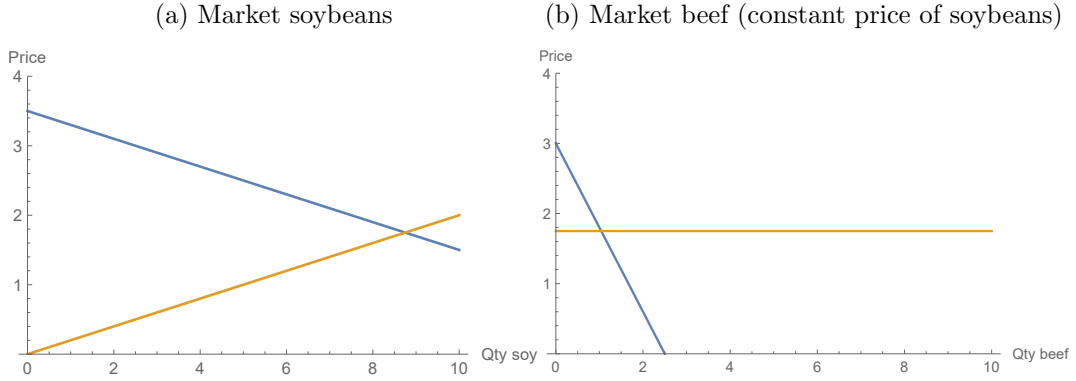 (a) Market soybeans
Price
4
3
2
1
0 2 4 6 8 10 Qty soy
(b) Market beef (constant price of soybeans)
Price
4
3
2
1
0 2 4 6 8 10 Qty beef